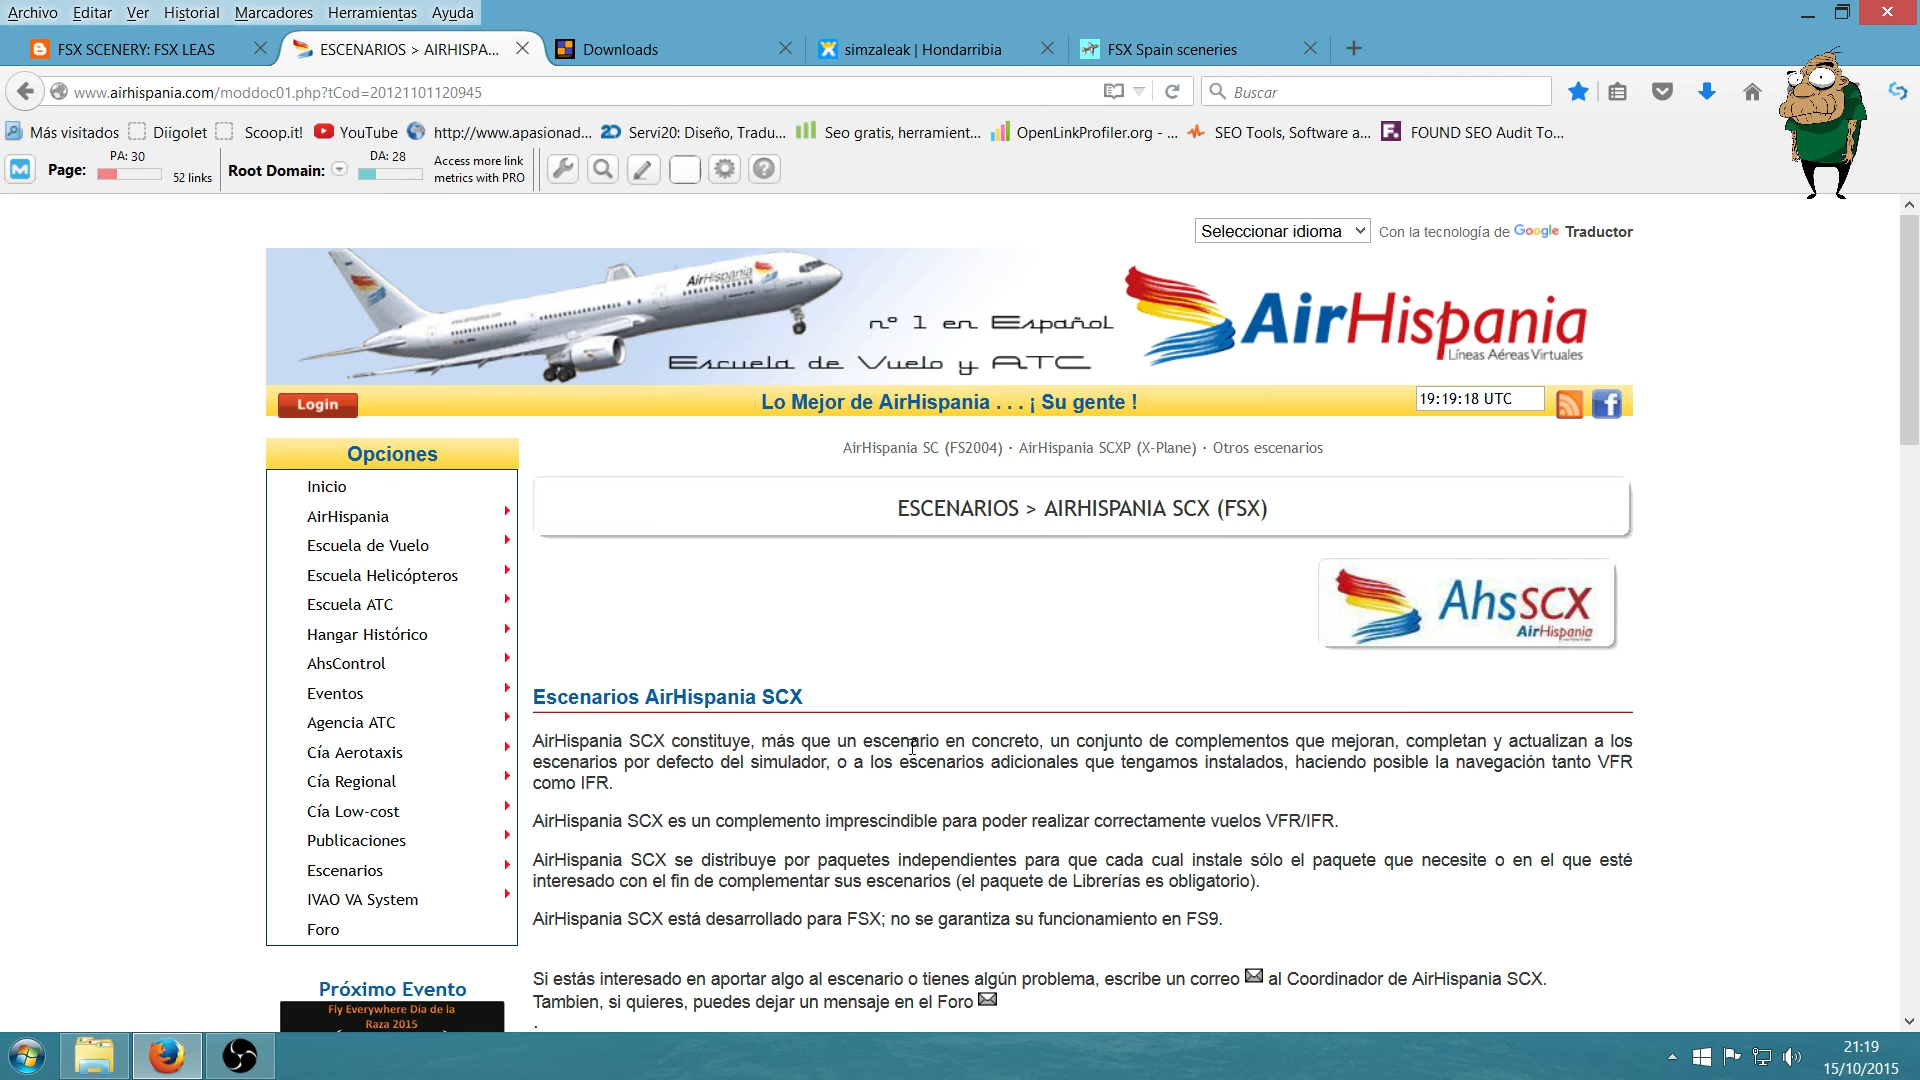 Archivo Editar Ver Historial Marcadores Herramientas Ayuda
FSX SCENERY: FSX LEAS
ESCENARIOS > AIRHISPA...
Downloads
simzaleak | Hondarribia
FSX Spain sceneries
www.airhispania.com/moddoc01.php?tCod=20121101120945
Buscar
Más visitados Diigolet Scoop.it! YouTube http://www.apasionad... Servi20: Diseño, Tradu... Seo gratis, herramient... OpenLinkProfiler.org - ... SEO Tools, Software a... FOUND SEO Audit To...
Page: PA: 30 52 links Root Domain: DA: 28 Access more link
metrics with PRO
Seleccionar idioma Con la tecnología de Google Traductor
AirHispania
nº 1 en Español
Escuela de Vuelo y ATC
AirHispania
Líneas Aéreas Virtuales
Login
Lo Mejor de AirHispania . . . ¡ Su gente !
19:19:18 UTC
AirHispania SC (FS2004) · AirHispania SCXP (X-Plane) · Otros escenarios
ESCENARIOS > AIRHISPANIA SCX (FSX)
AhsSCX
AirHispania
Opciones
Inicio
AirHispania
Escuela de Vuelo
Escuela Helicópteros
Escuela ATC
Hangar Histórico
AhsControl
Eventos
Agencia ATC
Cía Aerotaxis
Cía Regional
Cía Low-cost
Publicaciones
Escenarios
IVAO VA System
Foro
Próximo Evento
Fly Everywhere Día de la
Raza 2015
Escenarios AirHispania SCX
AirHispania SCX constituye, más que un escenario en concreto, un conjunto de complementos que mejoran, completan y actualizan a los
escenarios por defecto del simulador, o a los escenarios adicionales que tengamos instalados, haciendo posible la navegación tanto VFR
como IFR.
AirHispania SCX es un complemento imprescindible para poder realizar correctamente vuelos VFR/IFR.
AirHispania SCX se distribuye por paquetes independientes para que cada cual instale sólo el paquete que necesite o en el que esté
interesado con el fin de complementar sus escenarios (el paquete de Librerías es obligatorio).
AirHispania SCX está desarrollado para FSX; no se garantiza su funcionamiento en FS9.
Si estás interesado en aportar algo al escenario o tienes algún problema, escribe un correo al Coordinador de AirHispania SCX.
Tambien, si quieres, puedes dejar un mensaje en el Foro
.
21:19
15/10/2015